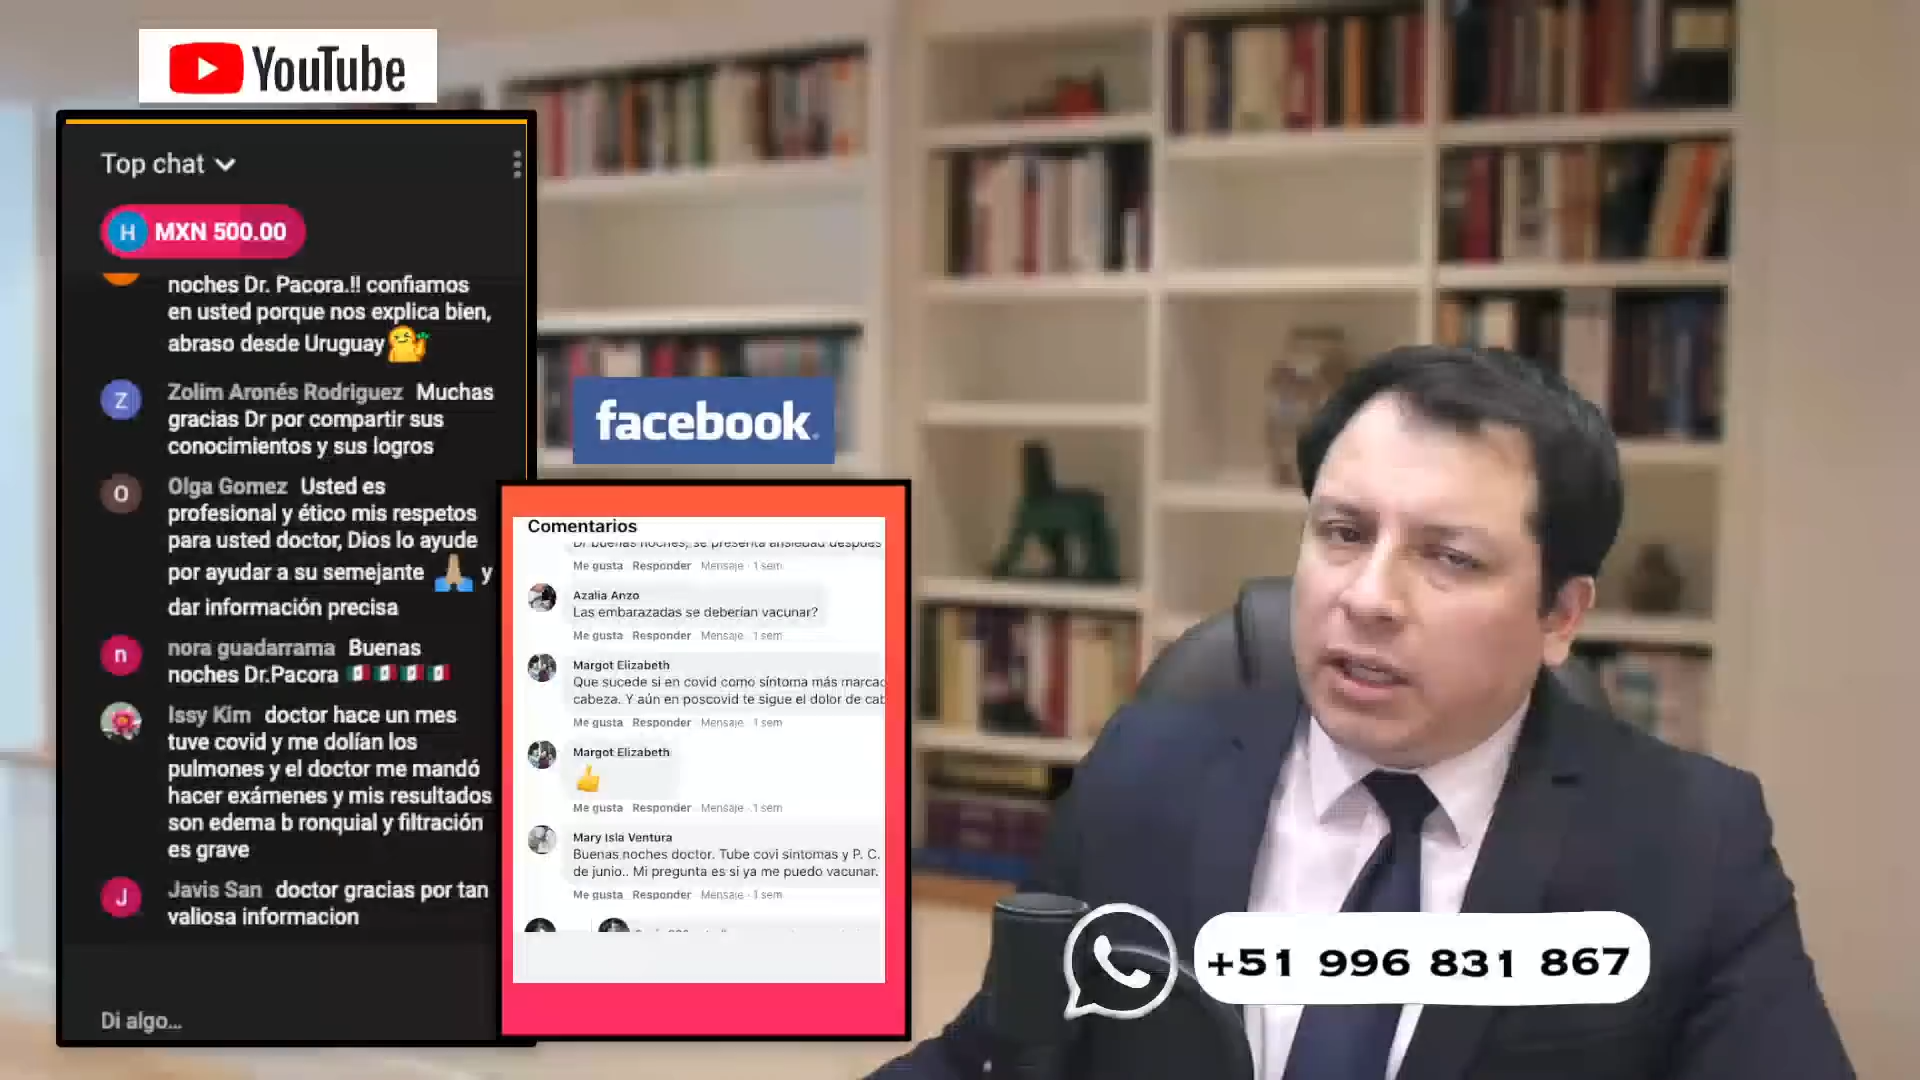 YouTube
Top chat
H MXN 500.00
noches Dr. Pacora.!! confiamos
en usted porque nos explica bien,
abraso desde Uruguay
Z Zolim Aronés Rodriguez Muchas
gracias Dr por compartir sus
conocimientos y sus logros
O Olga Gomez Usted es
profesional y ético mis respetos
para usted doctor, Dios lo ayude
por ayudar a su semejante y
dar información precisa
n nora guadarrama Buenas
noches Dr.Pacora
Issy Kim doctor hace un mes
tuve covid y me dolían los
pulmones y el doctor me mandó
hacer exámenes y mis resultados
son edema b ronquial y filtración
es grave
J Javis San doctor gracias por tan
valiosa informacion
Di algo...
facebook.
Comentarios
Dr buenas noches, se presenta ansiedad despues
Me gusta Responder Mensaje · 1 sem
Azalia Anzo
Las embarazadas se deberían vacunar?
Me gusta Responder Mensaje · 1 sem
Margot Elizabeth
Que sucede si en covid como síntoma más marcad
cabeza. Y aún en poscovid te sigue el dolor de cab
Me gusta Responder Mensaje · 1 sem
Margot Elizabeth
Me gusta Responder Mensaje · 1 sem
Mary Isla Ventura
Buenas noches doctor. Tube covi sintomas y P. C.
de junio.. Mi pregunta es si ya me puedo vacunar.
Me gusta Responder Mensaje · 1 sem
+51 996 831 867